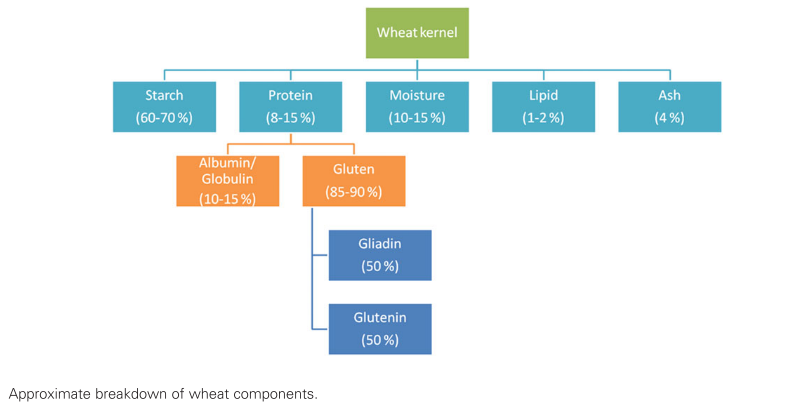 Wheat kernel
Starch
(60-70 %)
Protein
(8-15 %)
Moisture
(10-15 %)
Lipid
(1-2 %)
Ash
(4 %)
Albumin/
Globulin
(10-15 %)
Gluten
(85-90 %)
Gliadin
(50 %)
Glutenin
(50 %)
Approximate breakdown of wheat components.